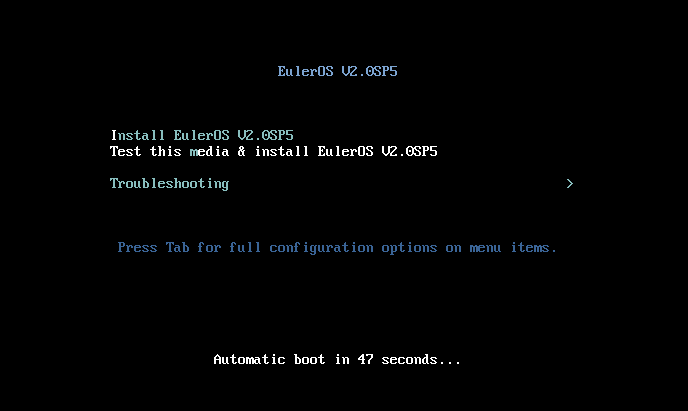 EulerOS V2.0SP5
Install EulerOS V2.0SP5
Test this media & install EulerOS V2.0SP5
Troubleshooting >
Press Tab for full configuration options on menu items.
Automatic boot in 47 seconds...